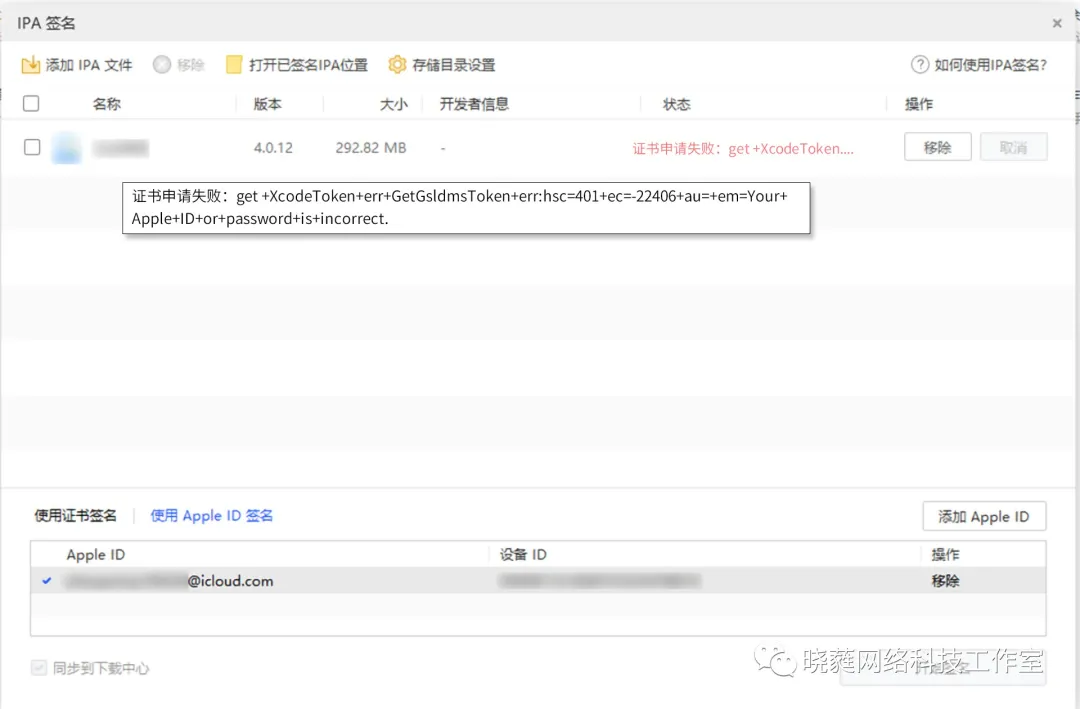 IPA 签名
添加 IPA 文件 移除 打开已签名IPA位置 存储目录设置 如何使用IPA签名?
名称 版本 大小 开发者信息 状态 操作
4.0.12 292.82 MB - 证书申请失败：get +XcodeToken.... 移除 取消
证书申请失败：get +XcodeToken+err+GetGsldmsToken+err:hsc=401+ec=-22406+au=+em=Your+
Apple+ID+or+password+is+incorrect.
使用证书签名 使用 Apple ID 签名 添加 Apple ID
Apple ID 设备 ID 操作
@icloud.com 移除
同步到下载中心 晓蕤网络科技工作室